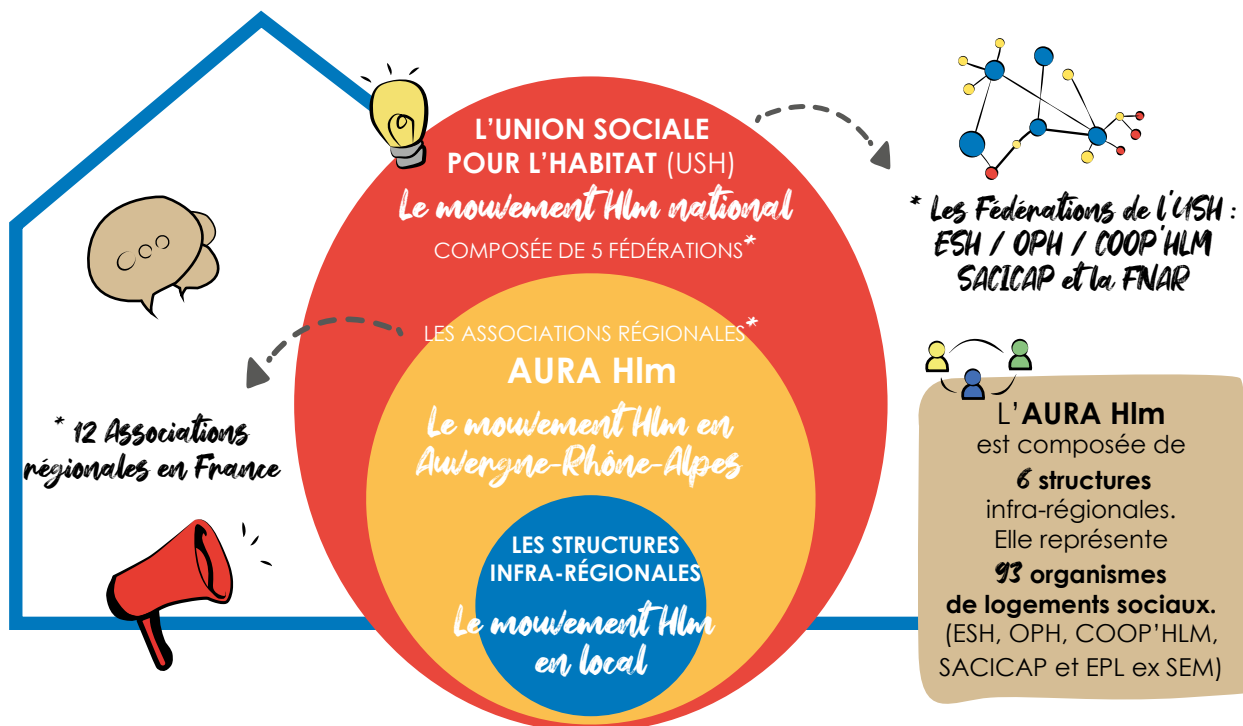 L'UNION SOCIALE
POUR L'HABITAT (USH)
Le mouvement Hlm national
COMPOSÉE DE 5 FÉDÉRATIONS*
* Les Fédérations de l'USH :
ESH / OPH / COOP'HLM
SACICAP et la FNAR
LES ASSOCIATIONS RÉGIONALES*
AURA Hlm
Le mouvement Hlm en
Auvergne-Rhône-Alpes
* 12 Associations
régionales en France
LES STRUCTURES
INFRA-RÉGIONALES
Le mouvement Hlm
en local
L'AURA Hlm
est composée de
6 structures
infra-régionales.
Elle représente
93 organismes
de logements sociaux.
(ESH, OPH, COOP'HLM,
SACICAP et EPL ex SEM)